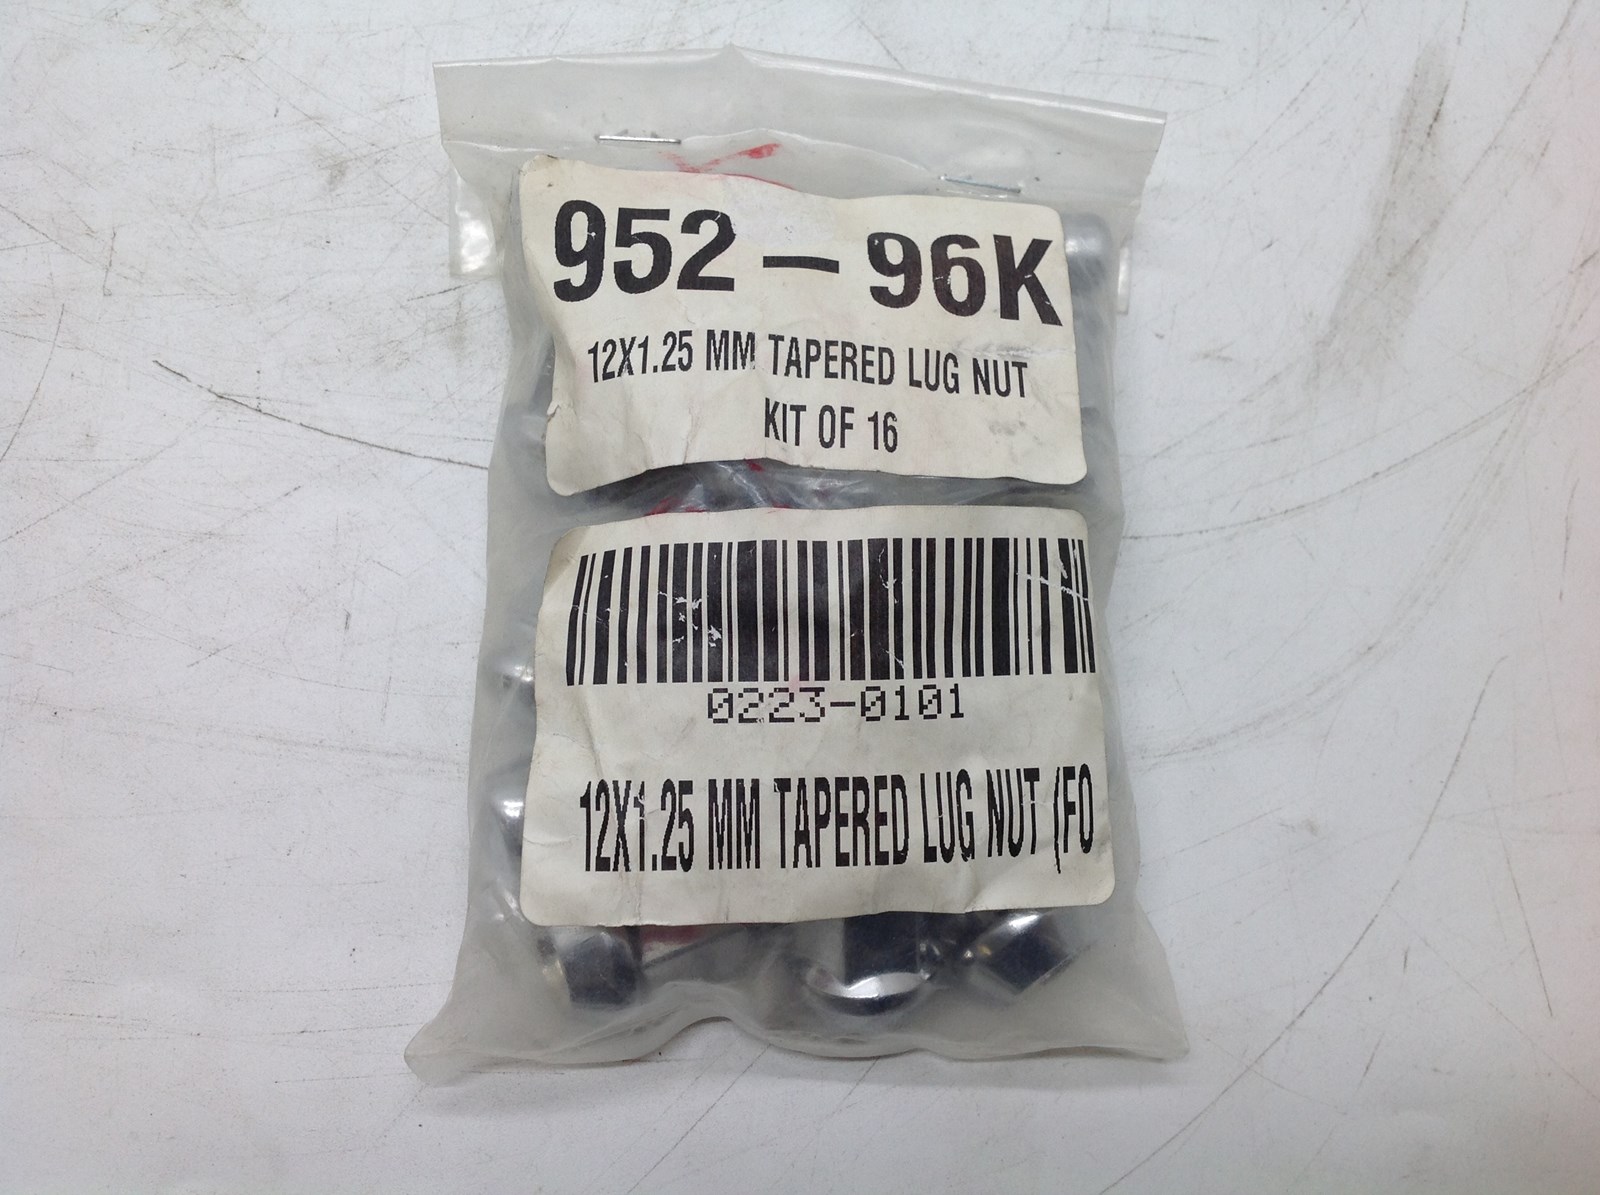 952-96K
12X1.25 MM TAPERED LUG NUT
KIT OF 16
0223-0101
12X1.25 MM TAPERED LUG NUT (FO